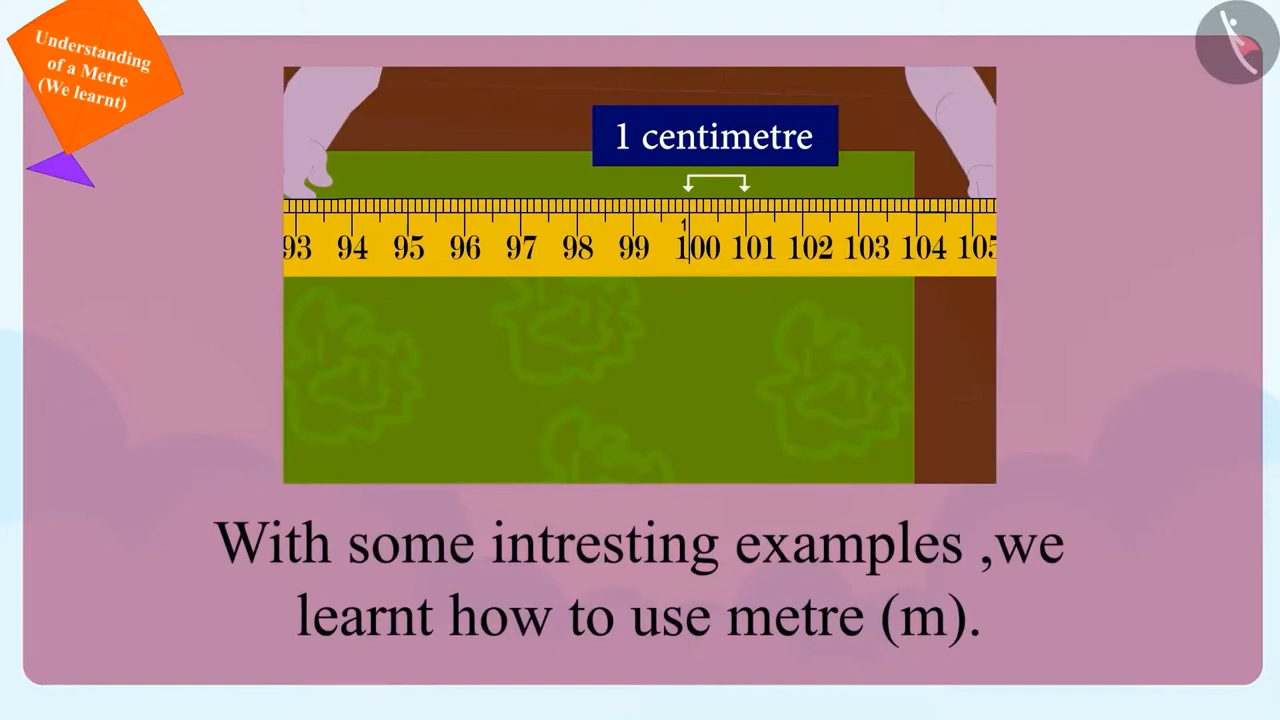 Understanding
of a Metre
(We learnt)
1 centimetre
1
93 94 95 96 97 98 99 100 101 102 103 104 105
With some intresting examples ,we
learnt how to use metre (m).